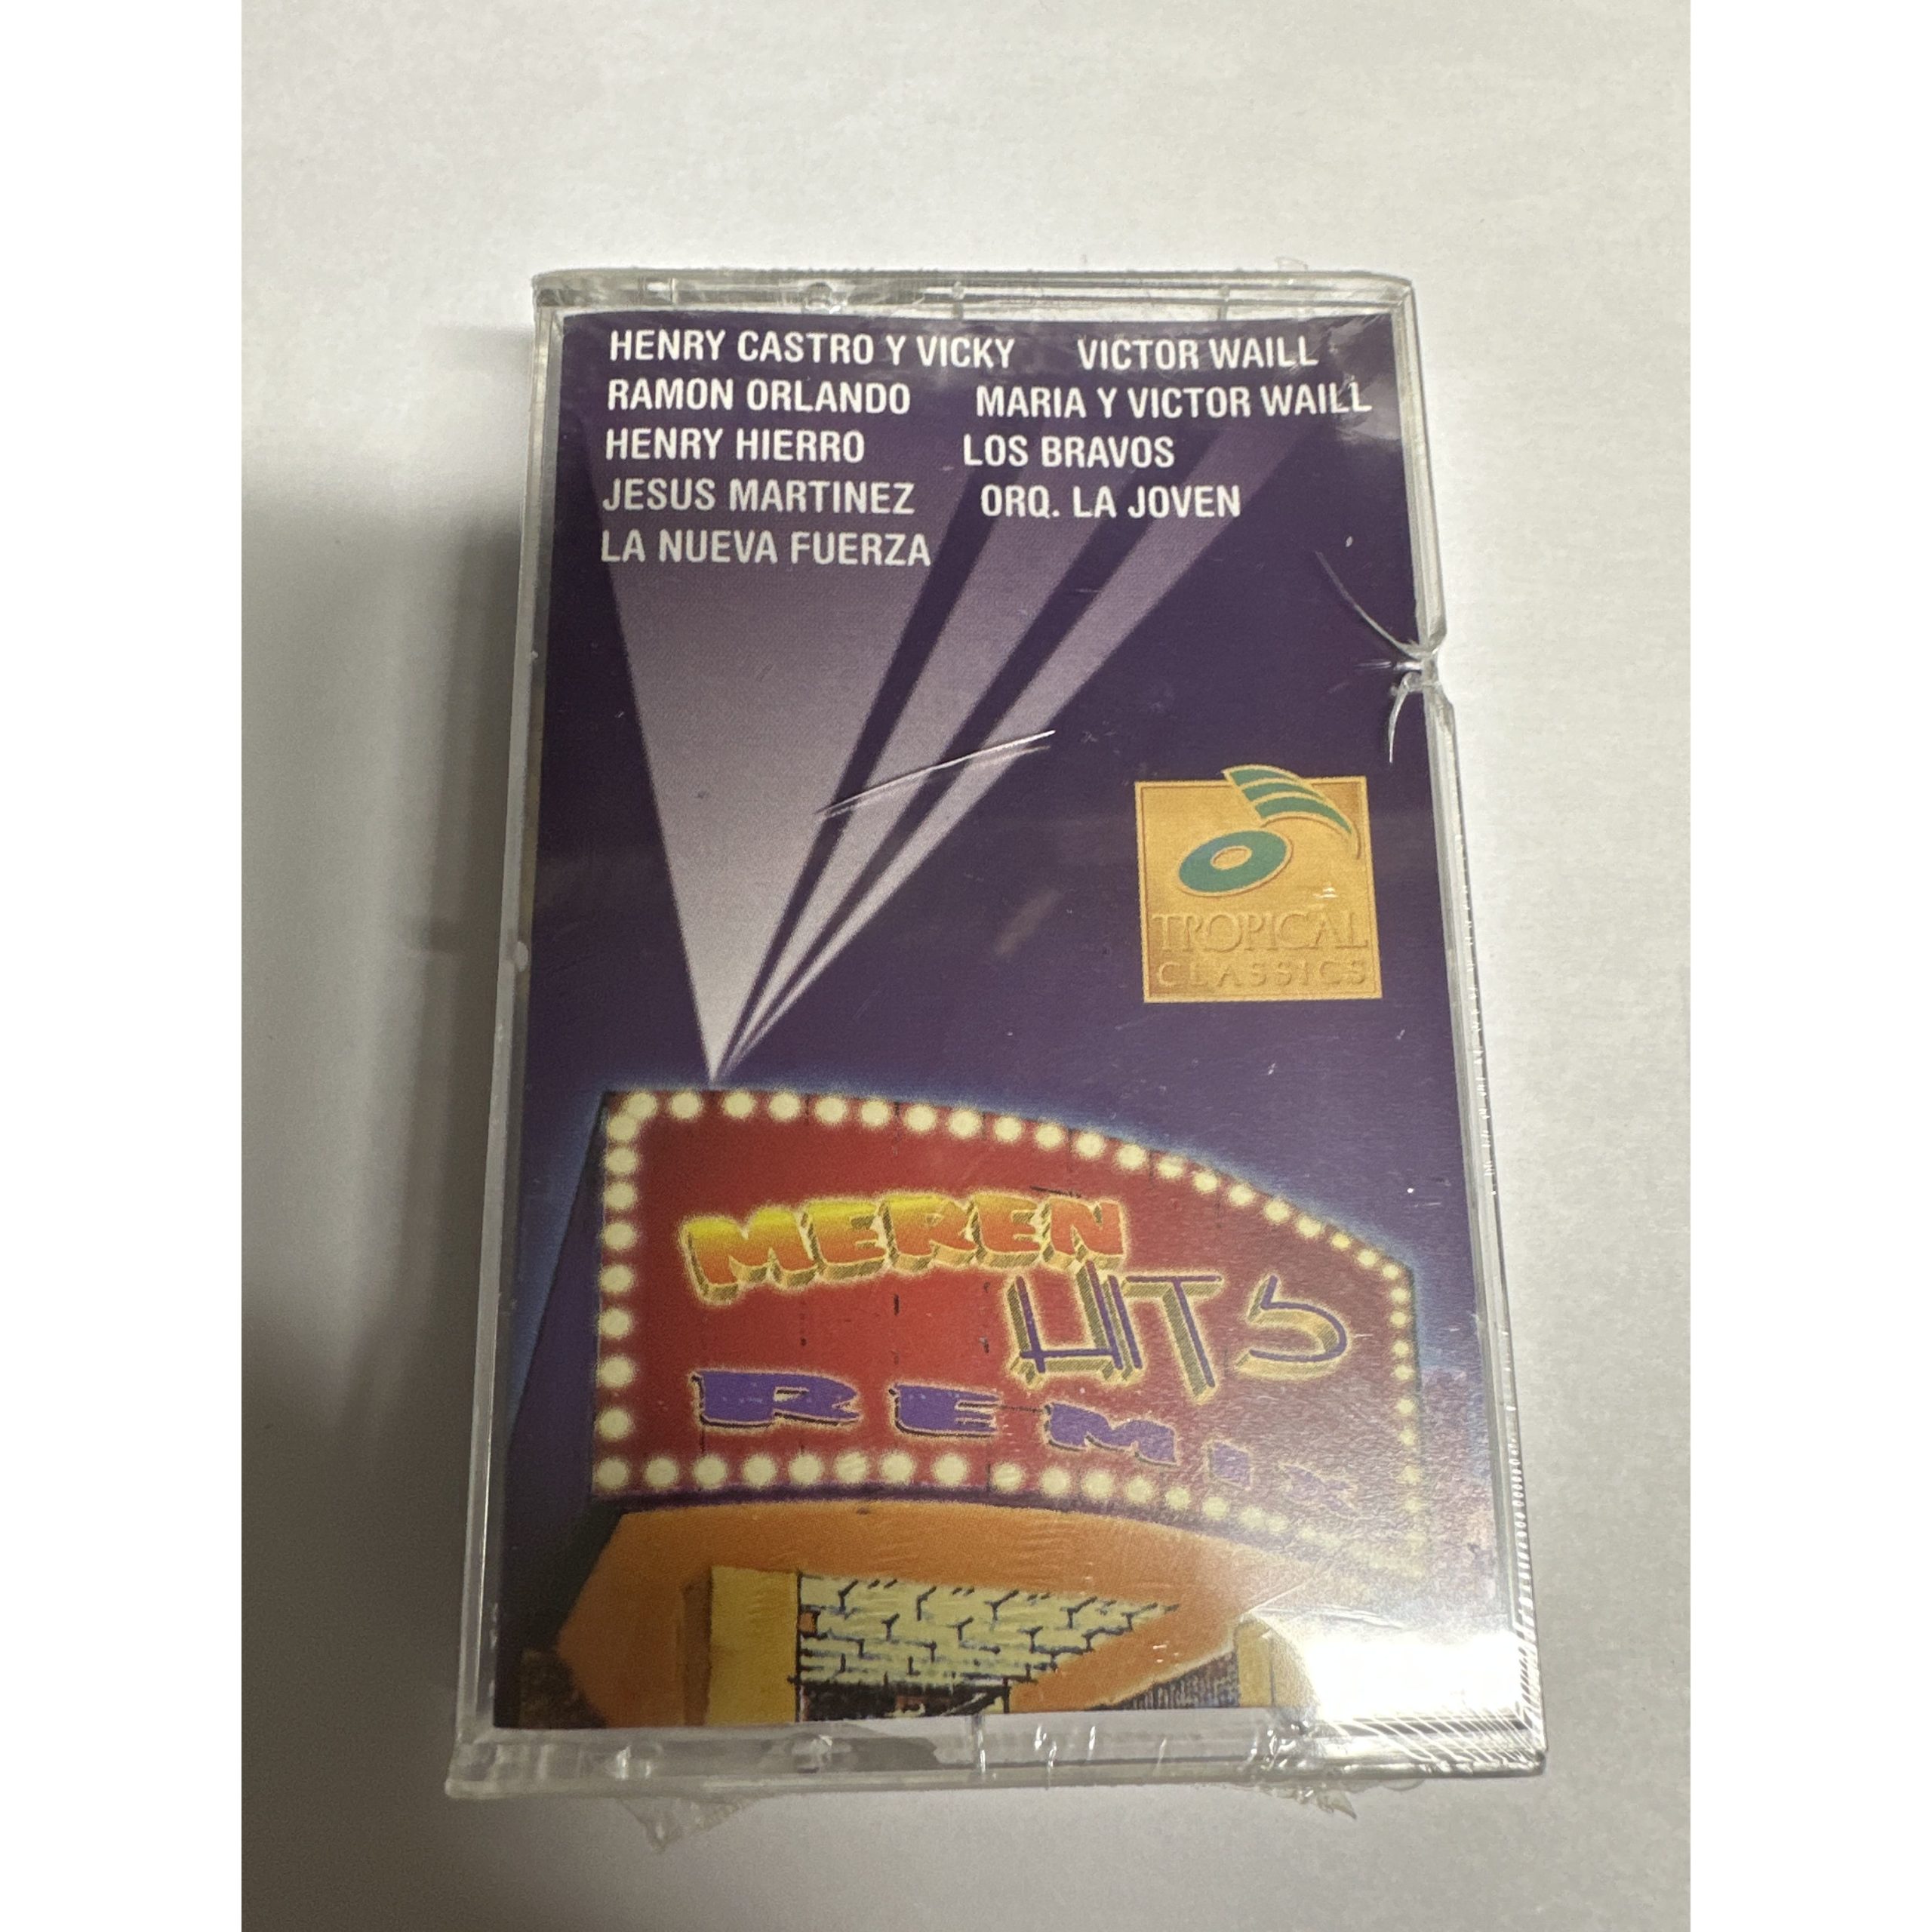 HENRY CASTRO Y VICKY VICTOR WAILL
RAMON ORLANDO MARIA Y VICTOR WAILL
HENRY HIERRO LOS BRAVOS
JESUS MARTINEZ ORQ. LA JOVEN
LA NUEVA FUERZA
TROPICAL
CLASSICS
MEREN
HITS
REMIX